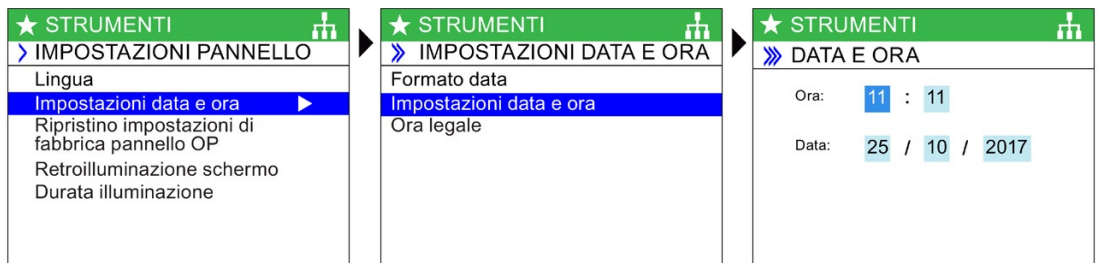 STRUMENTI
IMPOSTAZIONI PANNELLO
Lingua
Impostazioni data e ora
Ripristino impostazioni di
fabbrica pannello OP
Retroilluminazione schermo
Durata illuminazione
STRUMENTI
IMPOSTAZIONI DATA E ORA
Formato data
Impostazioni data e ora
Ora legale
STRUMENTI
DATA E ORA
Ora: 11 : 11
Data: 25 / 10 / 2017